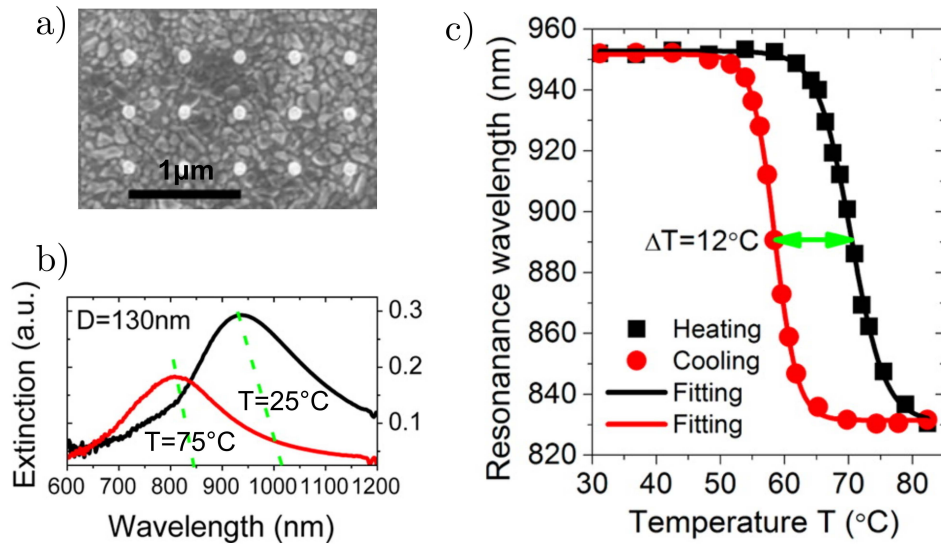 a)
1μm
b)
Extinction (a.u.)
D=130nm
T=25°C
T=75°C
0.3
0.2
0.1
600 700 800 900 1000 1100 1200
Wavelength (nm)
c)
Resonanance wavelength (nm)
960
940
920
900
880
860
840
820
ΔT=12°C
Heating
Cooling
Fitting
Fitting
30 40 50 60 70 80
Temperature T (°C)